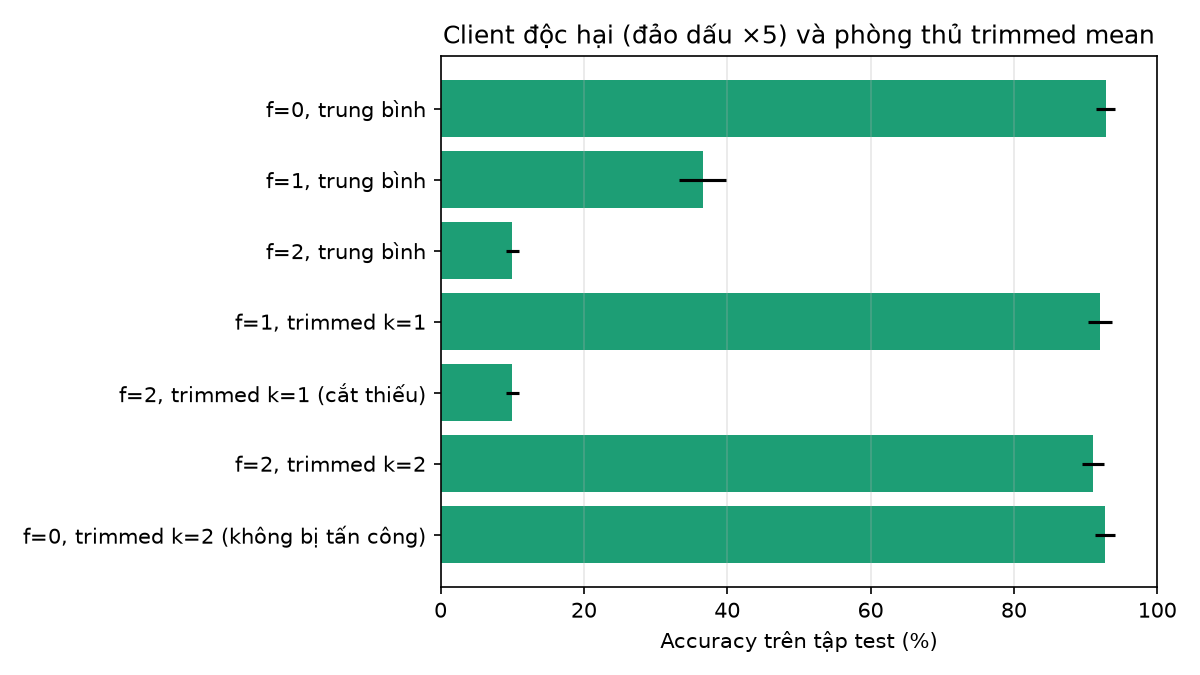 Client độc hại (đảo dấu ×5) và phòng thủ trimmed mean
f=0, trung bình
f=1, trung bình
f=2, trung bình
f=1, trimmed k=1
f=2, trimmed k=1 (cắt thiếu)
f=2, trimmed k=2
f=0, trimmed k=2 (không bị tấn công)
0 20 40 60 80 100
Accuracy trên tập test (%)